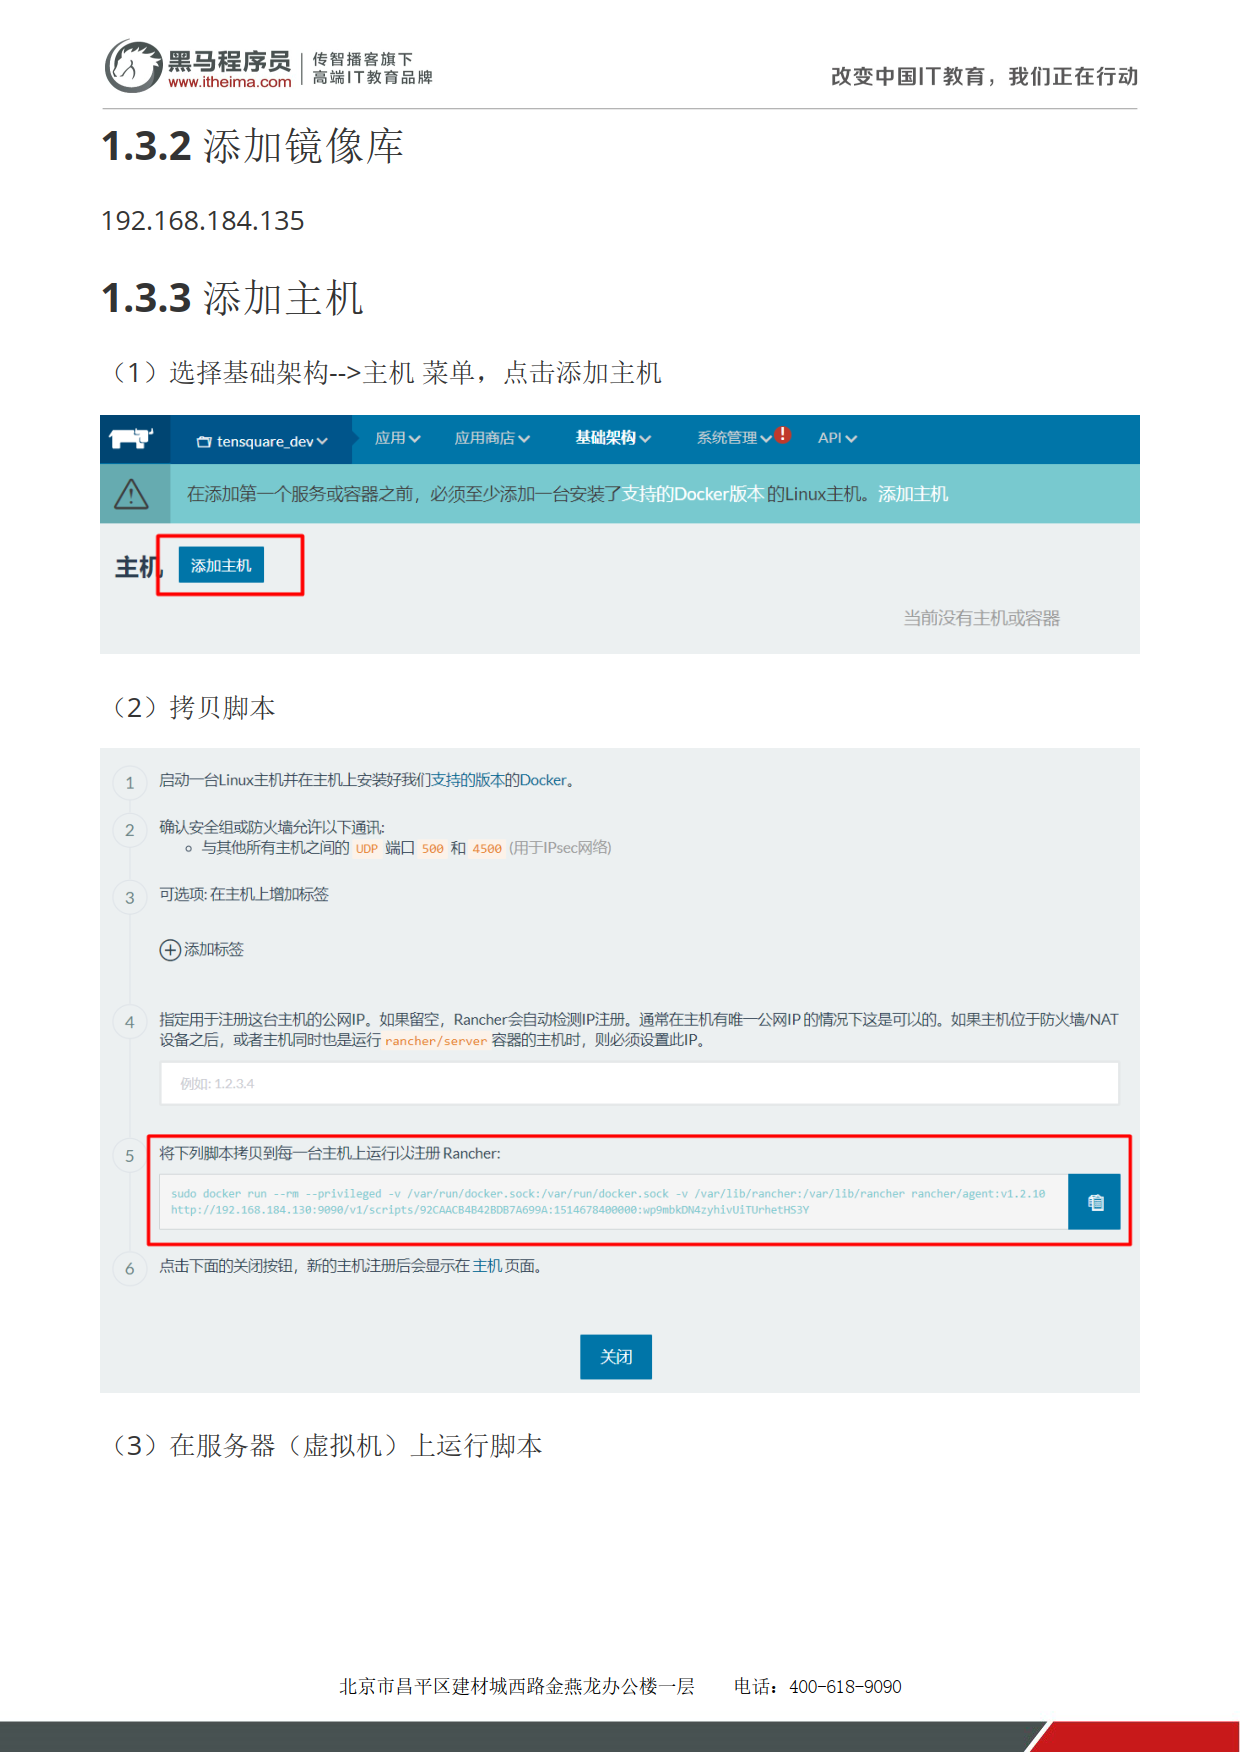 黑马程序员
www.itheima.com
传智播客旗下
高端IT教育品牌
改变中国IT教育，我们正在行动
1.3.2 添加镜像库
192.168.184.135
1.3.3 添加主机
（1）选择基础架构-->主机 菜单，点击添加主机
tensquare_dev 应用 应用商店 基础架构 系统管理 ! API
在添加第一个服务或容器之前，必须至少添加一台安装了支持的Docker版本 的Linux主机。添加主机
主机 添加主机
当前没有主机或容器
（2）拷贝脚本
1 启动一台Linux主机并在主机上安装好我们支持的版本的Docker。
2 确认安全组或防火墙允许以下通讯:
与其他所有主机之间的 UDP 端口 500 和 4500 (用于IPsec网络)
3 可选项: 在主机上增加标签
添加标签
4 指定用于注册这台主机的公网IP。如果留空，Rancher会自动检测IP注册。通常在主机有唯一公网IP 的情况下这是可以的。如果主机位于防火墙/NAT
设备之后，或者主机同时也是运行 rancher/server 容器的主机时，则必须设置此IP。
例如: 1.2.3.4
5 将下列脚本拷贝到每一台主机上运行以注册 Rancher:
sudo docker run --rm --privileged -v /var/run/docker.sock:/var/run/docker.sock -v /var/lib/rancher:/var/lib/rancher rancher/agent:v1.2.10
http://192.168.184.130:9090/v1/scripts/92CAACB4B42BDB7A699A:1514678400000:wp9mbkDN4zyhivUiTUrhetHS3Y
6 点击下面的关闭按钮，新的主机注册后会显示在 主机 页面。
关闭
（3）在服务器（虚拟机）上运行脚本
北京市昌平区建材城西路金燕龙办公楼一层 电话：400-618-9090